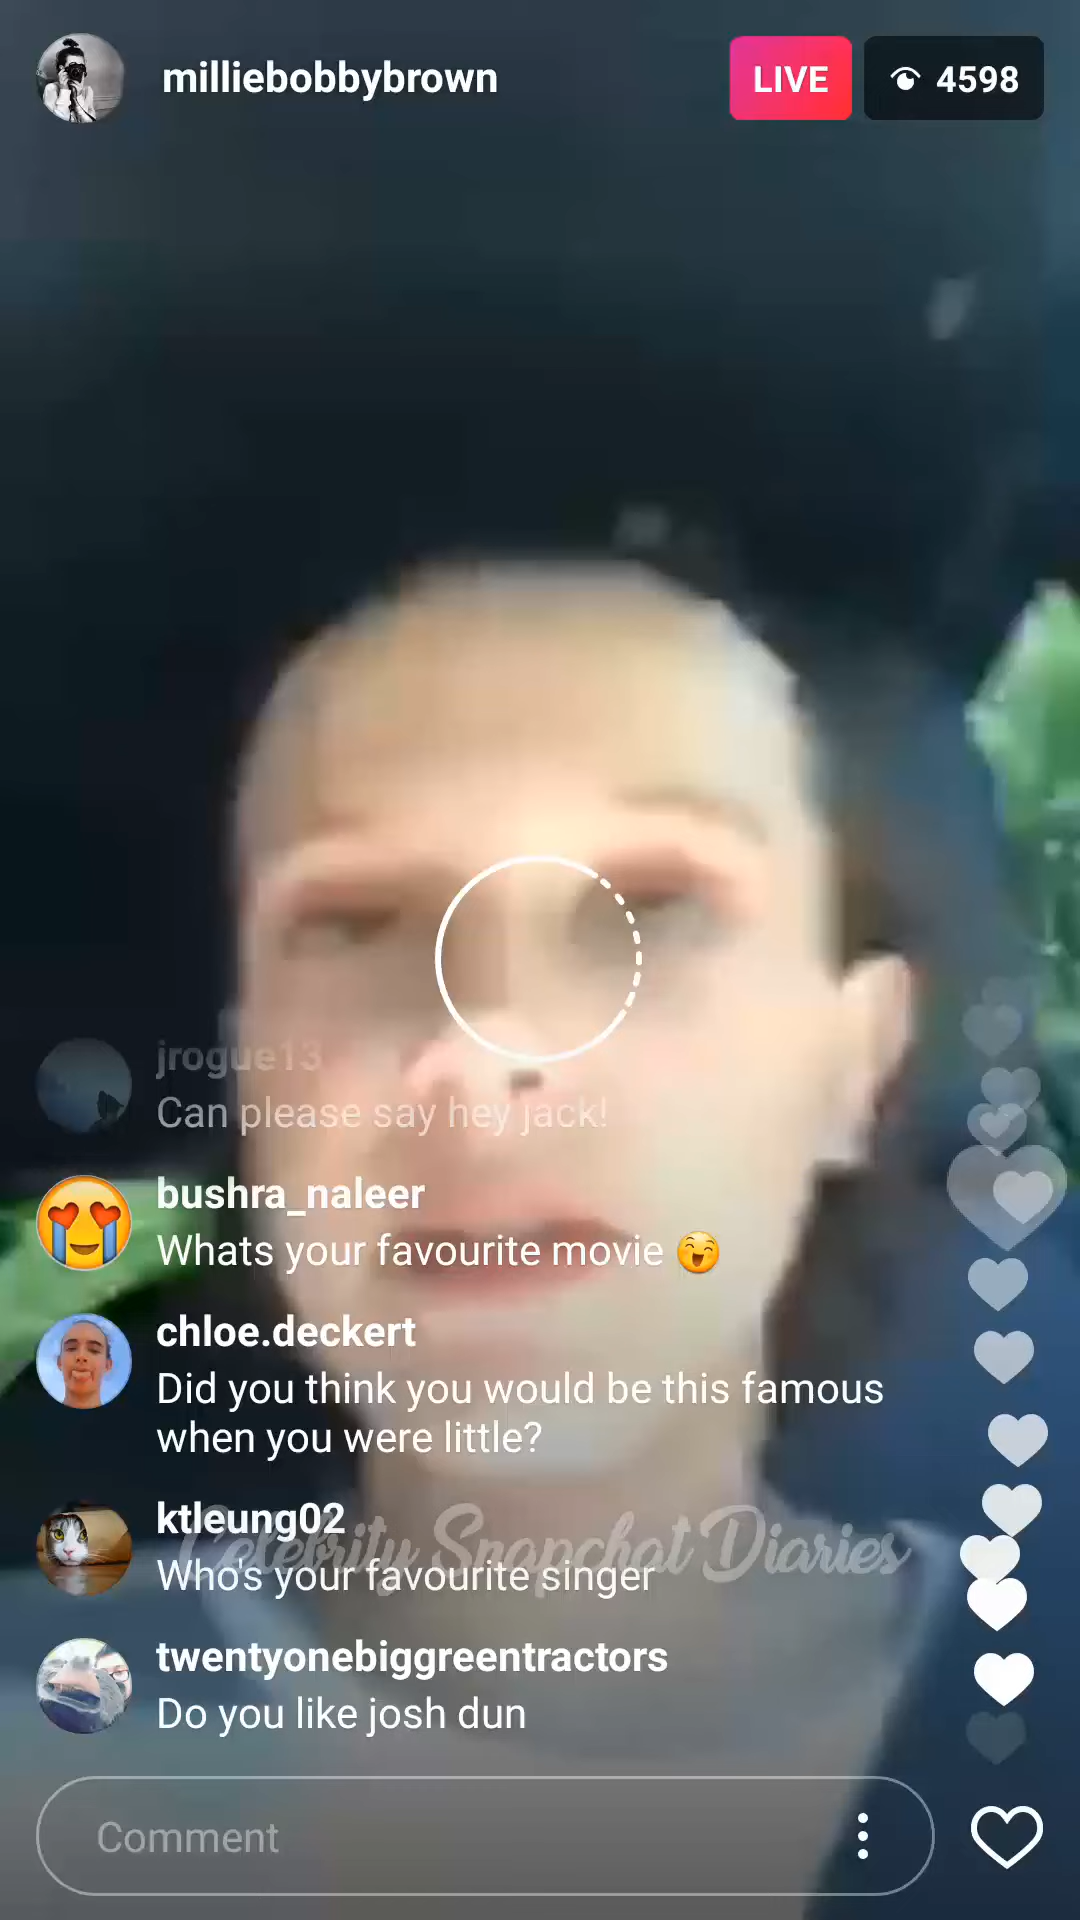 milliebobbybrown
LIVE
4598
jrogue13
Can please say hey jack!
bushra_naleer
Whats your favourite movie 😄
chloe.deckert
Did you think you would be this famous
when you were little?
ktleung02
Celebrity Snapchat Diaries
Who's your favourite singer
twentyonebiggreentractors
Do you like josh dun
Comment